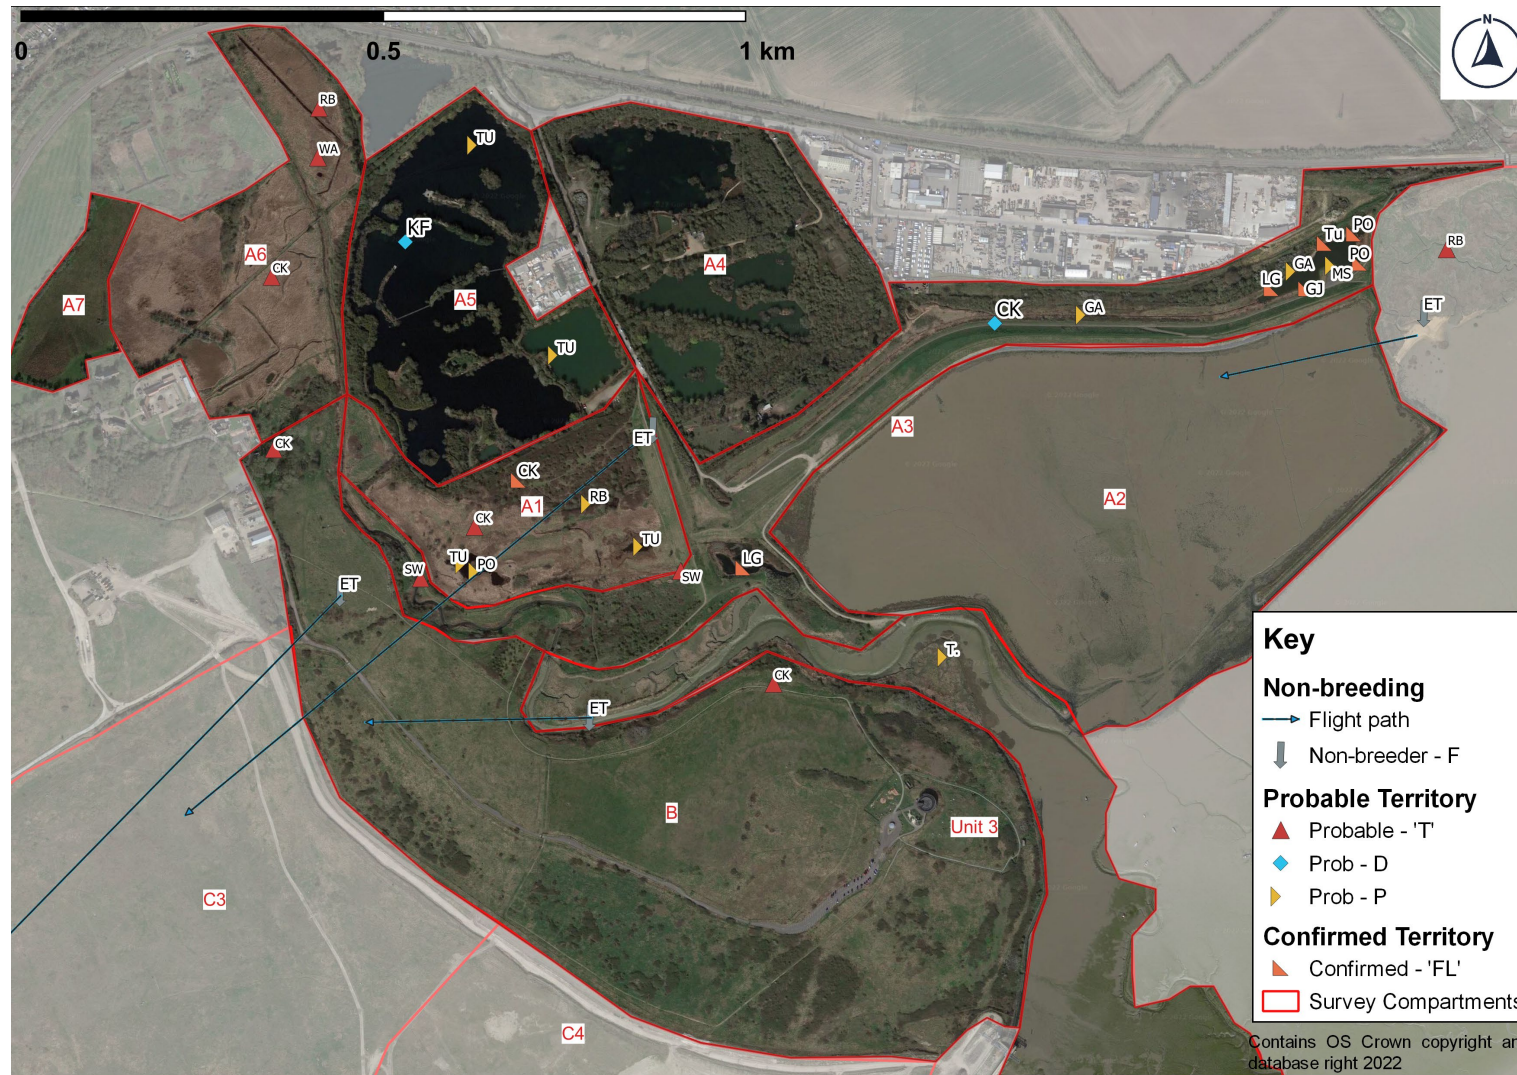 N
0
0.5
1 km
RB
TU
WA
PO
Tu
KF
RB
PO
A6
A4
GA
MS
CK
LG
GJ
A7
A5
ET
CK
GA
TU
A3
ET
CK
CK
RB
A2
A1
CK
TU
TU
LG
PO
SW
SW
ET
T.
CK
ET
B
Unit 3
C3
C4
Key
Non-breeding
Flight path
Non-breeder - F
Probable Territory
Probable - 'T'
Prob - D
Prob - P
Confirmed Territory
Confirmed - 'FL'
Survey Compartments
Contains OS Crown copyright an
database right 2022